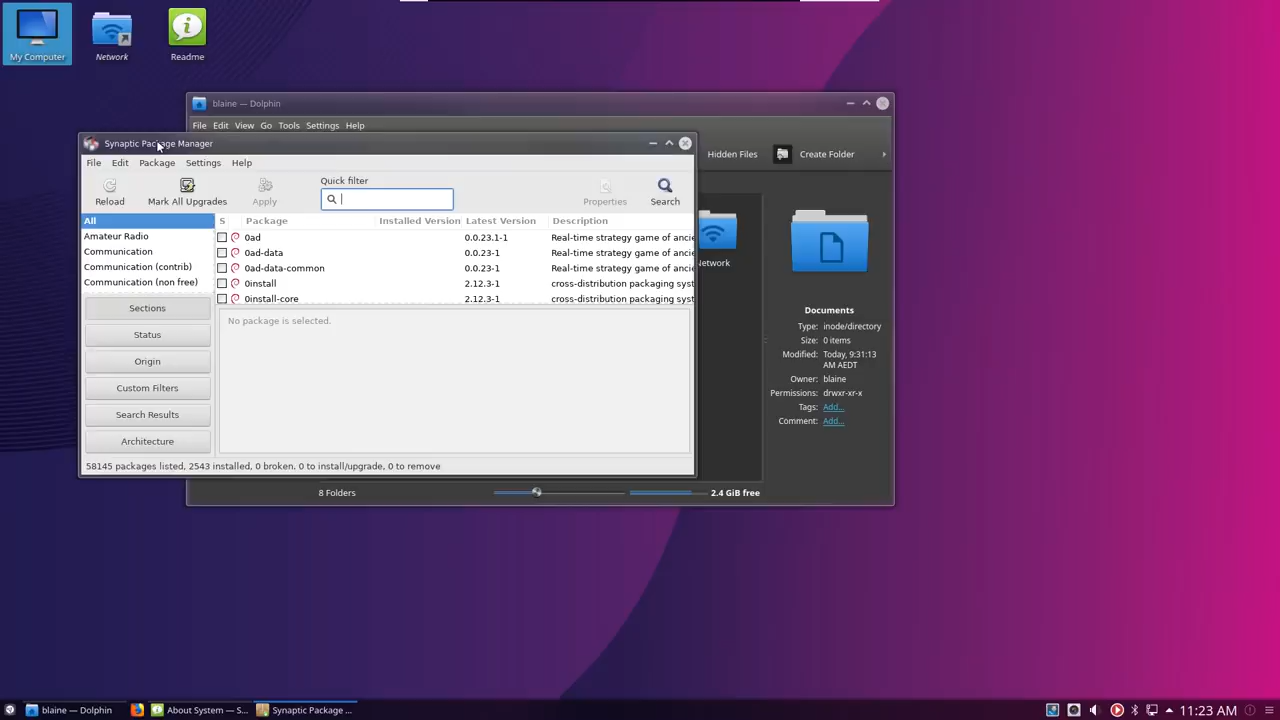 My Computer
Network
Readme
blaine — Dolphin
File Edit View Go Tools Settings Help
Hidden Files
Create Folder
Synaptic Package Manager
File Edit Package Settings Help
Reload
Mark All Upgrades
Apply
Quick filter
Properties
Search
All
Amateur Radio
Communication
Communication (contrib)
Communication (non free)
S Package Installed Version Latest Version Description
0ad 0.0.23.1-1 Real-time strategy game of ancie
0ad-data 0.0.23-1 Real-time strategy game of ancie
0ad-data-common 0.0.23-1 Real-time strategy game of ancie
0install 2.12.3-1 cross-distribution packaging syst
0install-core 2.12.3-1 cross-distribution packaging syst
Sections
Status
Origin
Custom Filters
Search Results
Architecture
No package is selected.
58145 packages listed, 2543 installed, 0 broken. 0 to install/upgrade, 0 to remove
Network
Documents
Type: inode/directory
Size: 0 items
Modified: Today, 9:31:13
AM AEDT
Owner: blaine
Permissions: drwxr-xr-x
Tags: Add...
Comment: Add...
8 Folders
2.4 GiB free
blaine — Dolphin
About System — S...
Synaptic Package ...
11:23 AM